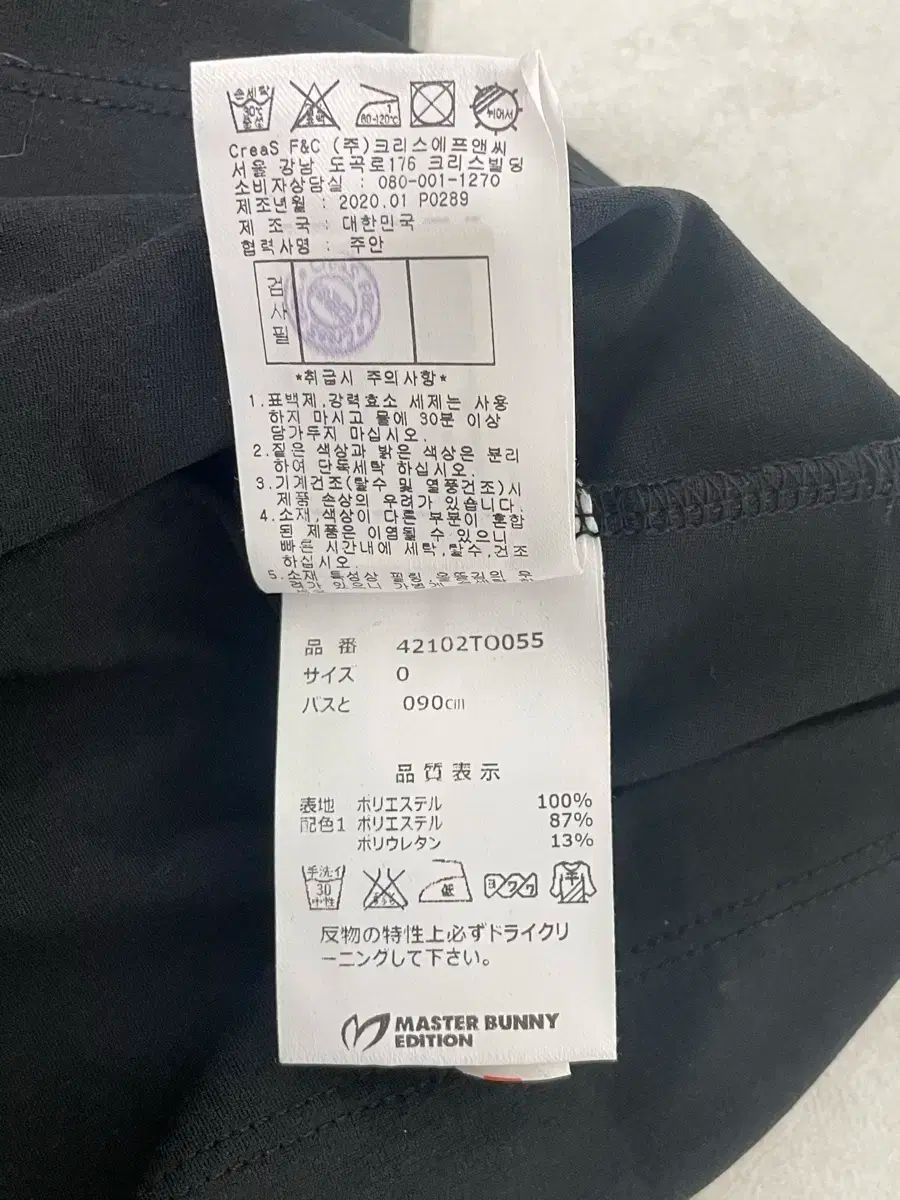 손세탁
80-120℃
뉘어서
CreaS F&C (주)크리스에프앤씨
서울 강남 도곡로176 크리스빌딩
소비자상담실 : 080-001-1270
제조년월 : 2020.01 P0289
제 조 국 : 대한민국
협력사명 : 주안
검사필
*취급시 주의사항*
1.표백제,강력효소 세제는 사용
하지 마시고 물에 30분 이상
담가두지 마십시오.
2.짙은 색상과 밝은 색상은 분리
하여 단독세탁 하십시오.
3.기계건조(탈수 및 열풍건조)시
제품 손상의 우려가 있습니다.
4.소재,색상이 다른 부분이 혼합
된 제품은 이염될 수 있으니
빠른 시간내에 세탁,탈수,건조
하십시오.
5.소재 특성상
品番 42102TO055
サイズ 0
バスと 090cm
品質表示
表地 ポリエステル 100%
配色1 ポリエステル 87%
ポリウレタン 13%
手洗イ
30
中性
低
ヨワク
平
反物の特性上必ずドライクリ
ーニングして下さい。
MASTER BUNNY
EDITION